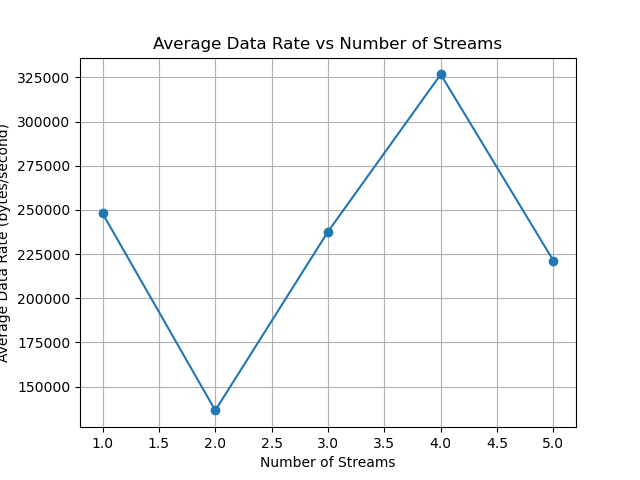 Average Data Rate vs Number of Streams
Average Data Rate (bytes/second)
325000
300000
275000
250000
225000
200000
175000
150000
1.0 1.5 2.0 2.5 3.0 3.5 4.0 4.5 5.0
Number of Streams